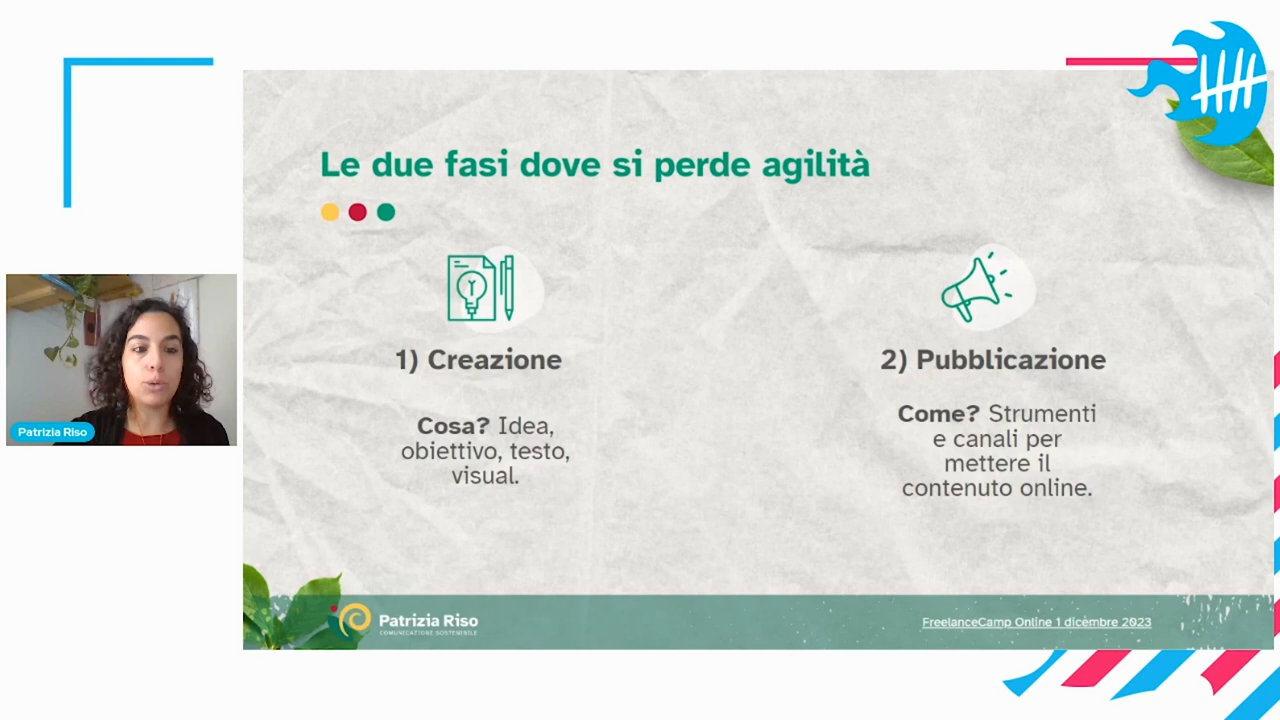 Le due fasi dove si perde agilità
1) Creazione
Cosa? Idea,
obiettivo, testo,
visual.
2) Pubblicazione
Come? Strumenti
e canali per
mettere il
contenuto online.
Patrizia Riso
Patrizia Riso
COMUNICAZIONE SOSTENIBILE
FreelanceCamp Online 1 dicembre 2023